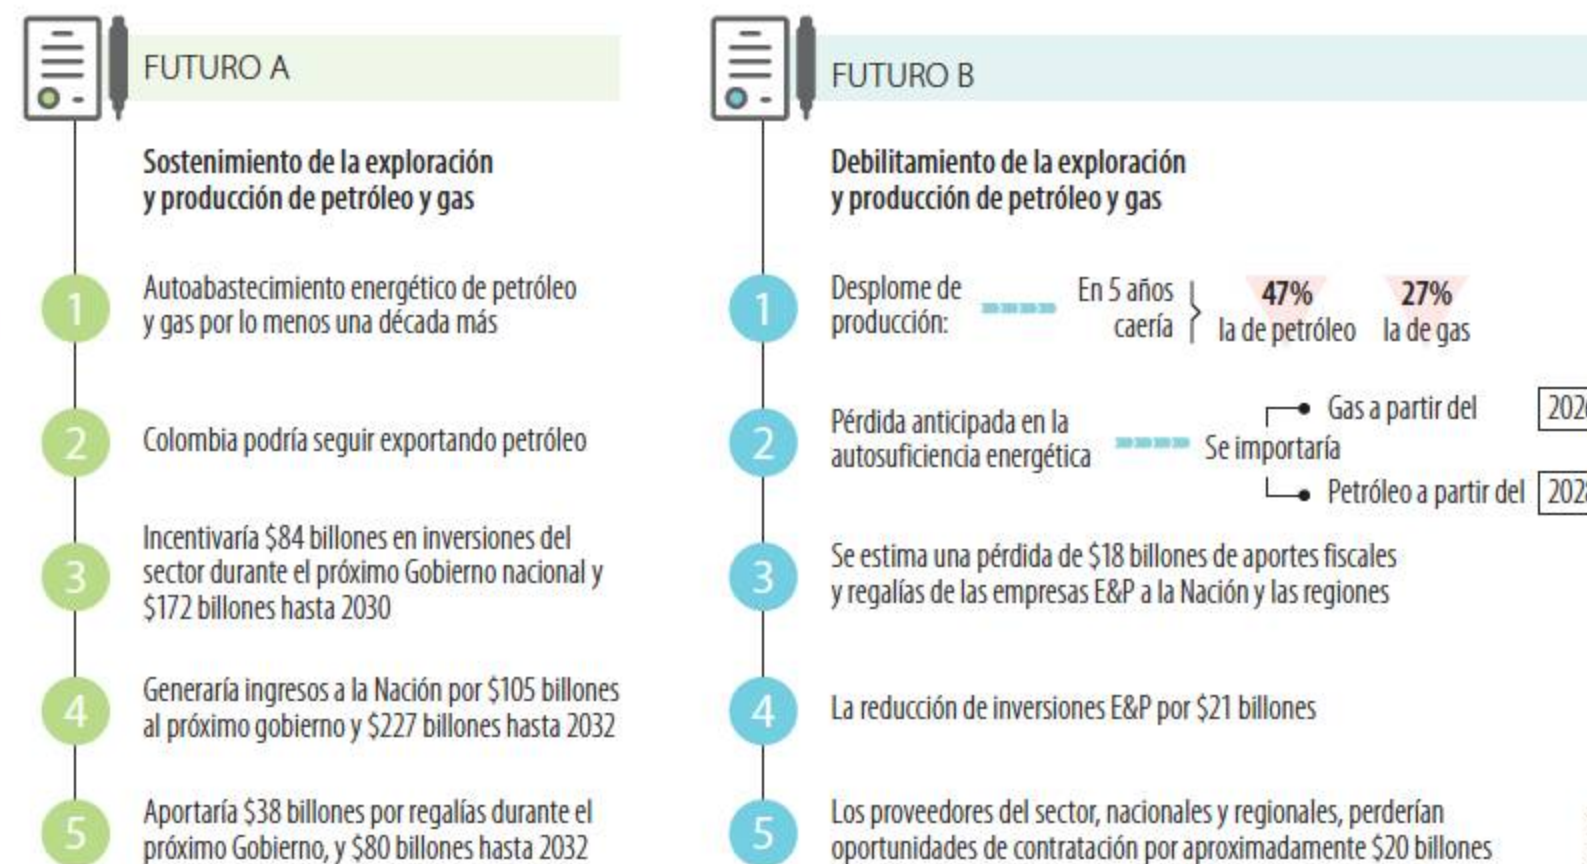 FUTURO A
Sostenimiento de la exploración
y producción de petróleo y gas
1
Autoabastecimiento energético de petróleo
y gas por lo menos una década más
2
Colombia podría seguir exportando petróleo
3
Incentivaría $84 billones en inversiones del
sector durante el próximo Gobierno nacional y
$172 billones hasta 2030
4
Generaría ingresos a la Nación por $105 billones
al próximo gobierno y $227 billones hasta 2032
5
Aportaría $38 billones por regalías durante el
próximo Gobierno, y $80 billones hasta 2032
FUTURO B
Debilitamiento de la exploración
y producción de petróleo y gas
1
Desplome de
producción:
En 5 años
caería
47%
la de petróleo
27%
la de gas
2
Pérdida anticipada en la
autosuficiencia energética
Se importaría
Gas a partir del
Petróleo a partir del
3
Se estima una pérdida de $18 billones de aportes fiscales
y regalías de las empresas E&P a la Nación y las regiones
4
La reducción de inversiones E&P por $21 billones
5
Los proveedores del sector, nacionales y regionales, perderían
oportunidades de contratación por aproximadamente $20 billones